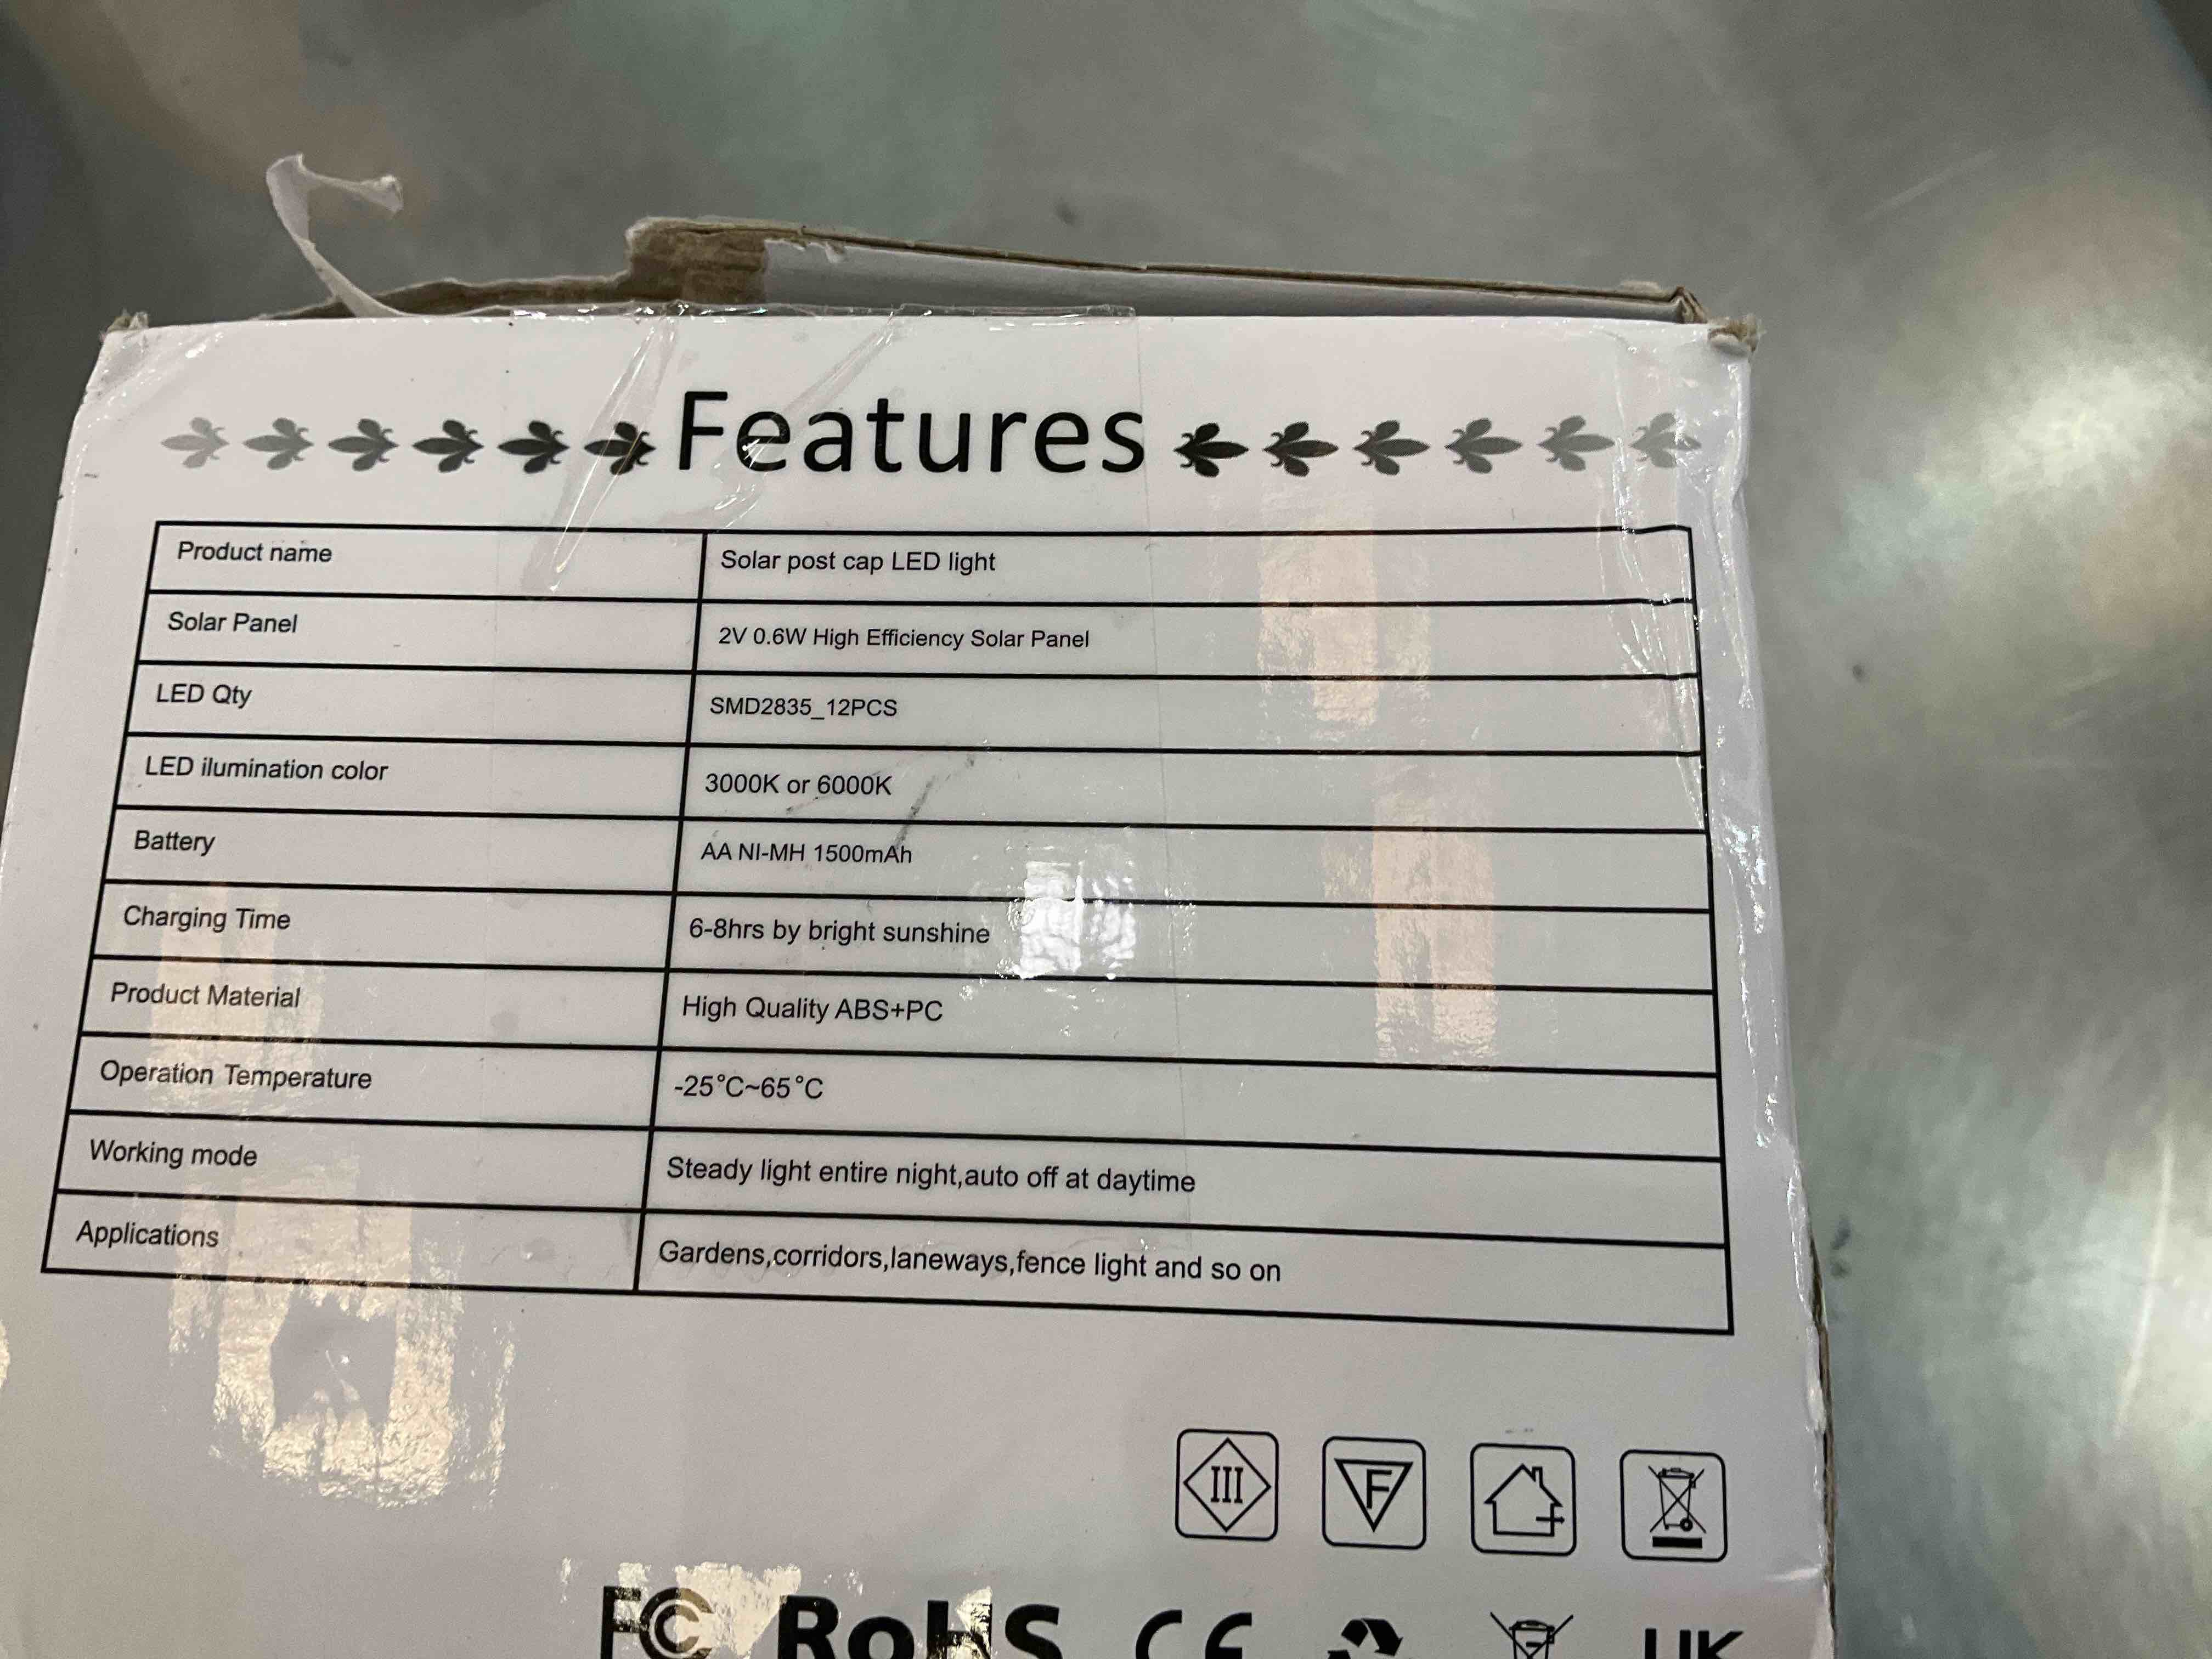 Features
Product name Solar post cap LED light
Solar Panel 2V 0.6W High Efficiency Solar Panel
LED Qty SMD2835_12PCS
LED ilumination color 3000K or 6000K
Battery AA NI-MH 1500mAh
Charging Time 6-8hrs by bright sunshine
Product Material High Quality ABS+PC
Operation Temperature -25°C~65°C
Working mode Steady light entire night,auto off at daytime
Applications Gardens,corridors,laneways,fence light and so on
III F
FC RoHS CE UK